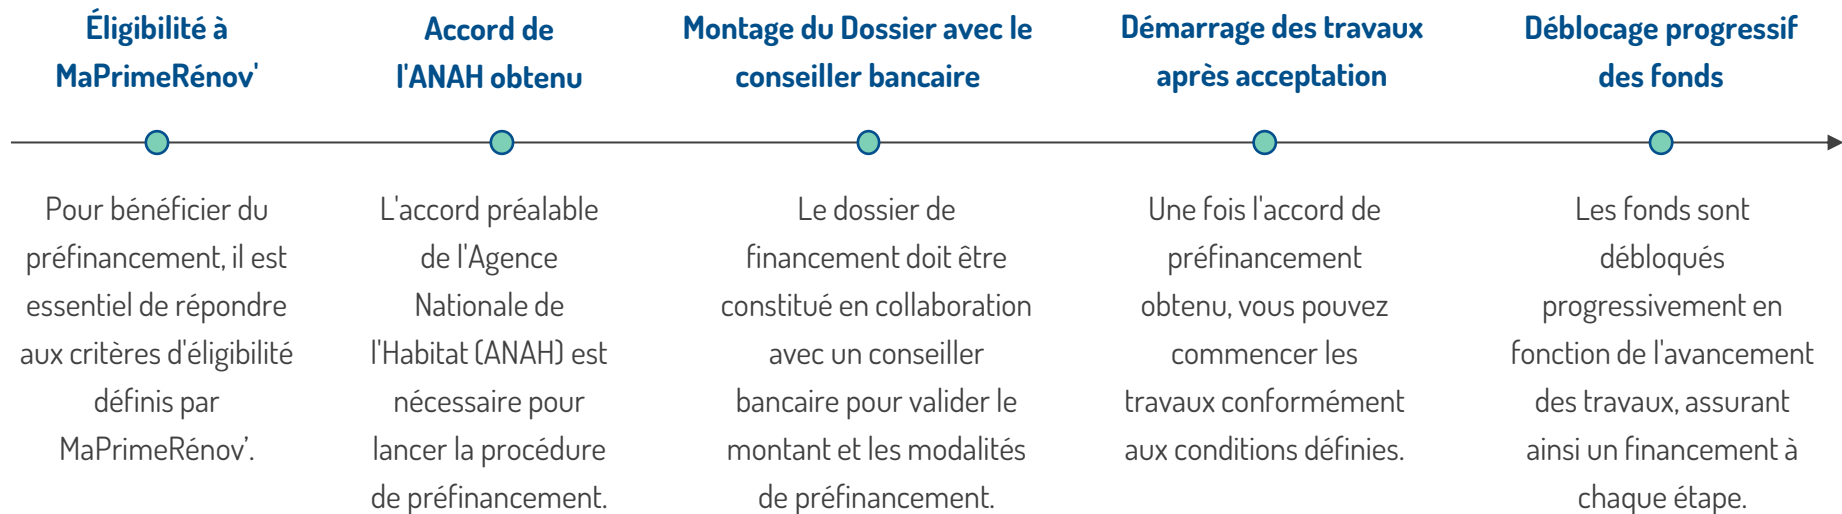 Éligibilité à
MaPrimeRénov'
Accord de
l'ANAH obtenu
Montage du Dossier avec le
conseiller bancaire
Démarrage des travaux
après acceptation
Déblocage progressif
des fonds
Pour bénéficier du
préfinancement, il est
essentiel de répondre
aux critères d'éligibilité
définis par
MaPrimeRénov’.
L'accord préalable
de l'Agence
Nationale de
l'Habitat (ANAH) est
nécessaire pour
lancer la procédure
de préfinancement.
Le dossier de
financement doit être
constitué en collaboration
avec un conseiller
bancaire pour valider le
montant et les modalités
de préfinancement.
Une fois l'accord de
préfinancement
obtenu, vous pouvez
commencer les
travaux conformément
aux conditions définies.
Les fonds sont
débloqués
progressivement en
fonction de l'avancement
des travaux, assurant
ainsi un financement à
chaque étape.